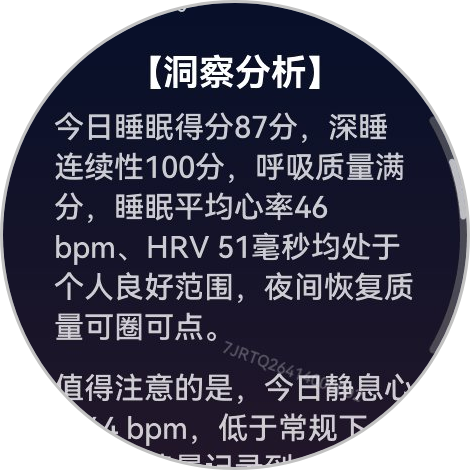 【洞察分析】
今日睡眠得分87分，深睡
连续性100分，呼吸质量满
分，睡眠平均心率46
bpm、HRV 51毫秒均处于
个人良好范围，夜间恢复质
量可圈可点。
7JRTQ26414
值得注意的是，今日静息心
bpm，低于常规下